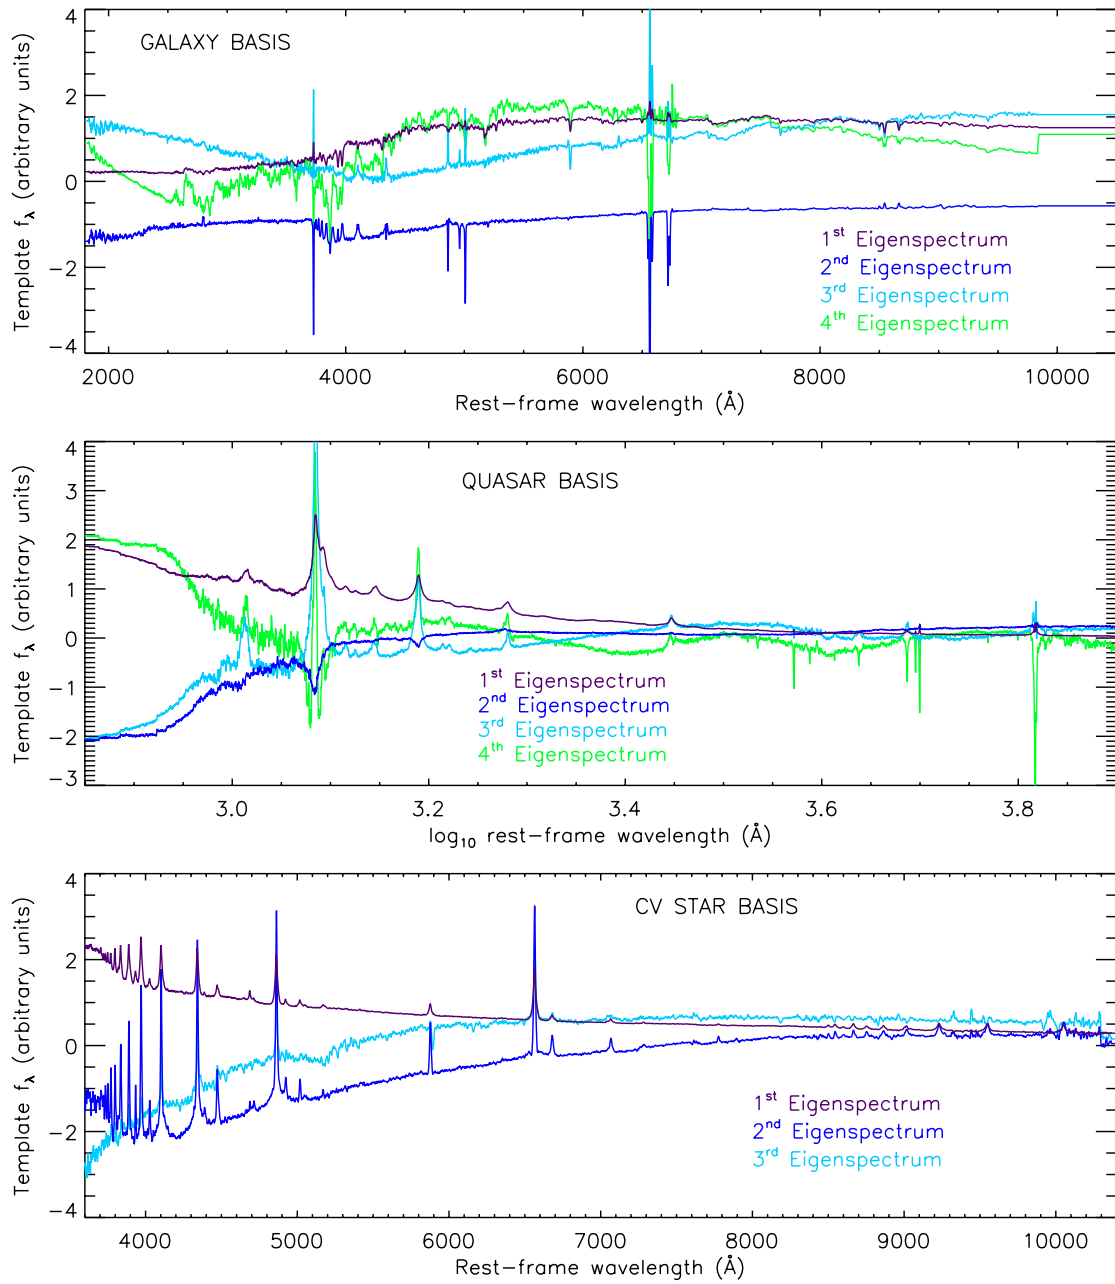 GALAXY BASIS
4
2
0
−2
−4
Template fλ (arbitrary units)
1st Eigenspectrum
2nd Eigenspectrum
3rd Eigenspectrum
4th Eigenspectrum
2000 4000 6000 8000 10000
Rest−frame wavelength (Å)
QUASAR BASIS
4
3
2
1
0
−1
−2
−3
Template fλ (arbitrary units)
1st Eigenspectrum
2nd Eigenspectrum
3rd Eigenspectrum
4th Eigenspectrum
3.0 3.2 3.4 3.6 3.8
log10 rest−frame wavelength (Å)
CV STAR BASIS
4
2
0
−2
−4
Template fλ (arbitrary units)
1st Eigenspectrum
2nd Eigenspectrum
3rd Eigenspectrum
4000 5000 6000 7000 8000 9000 10000
Rest−frame wavelength (Å)